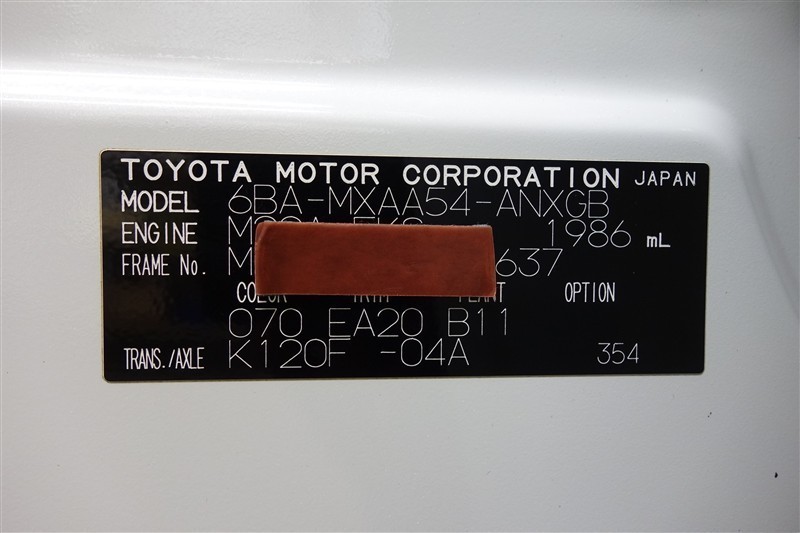 TOYOTA MOTOR CORPORATION JAPAN
MODEL 6BA-MXAA54-ANXGB
ENGINE 1986 mL
FRAME No. M 637
COLOR TRIM PLANT OPTION
070 EA20 B11
TRANS./AXLE K120F -04A 354